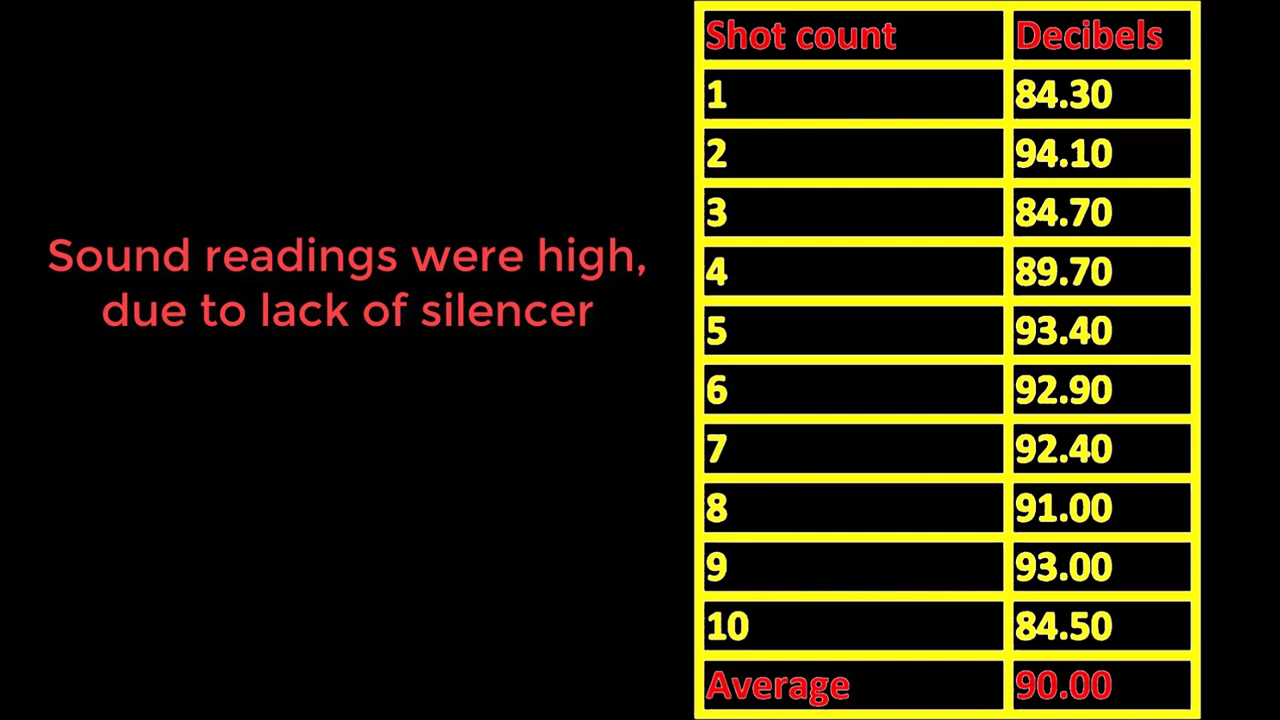 Sound readings were high,
due to lack of silencer
Shot count Decibels
1 84.30
2 94.10
3 84.70
4 89.70
5 93.40
6 92.90
7 92.40
8 91.00
9 93.00
10 84.50
Average 90.00